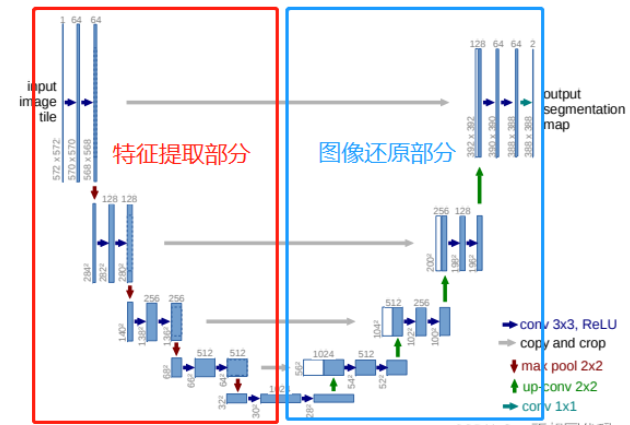 1 64 64
128 64 64 2
input
image
tile
output
segmentation
map
572 x 572
570 x 570
568 x 568
392 x 392
390 x 390
388 x 388
388 x 388
特征提取部分
图像还原部分
128 128
256 128
284²
282²
280²
200²
198²
196²
256 256
512 256
140²
138²
136²
104²
102²
100²
512 512
1024 512
68²
66²
64²
56²
54²
52²
1024
32²
30²
28²
conv 3x3, ReLU
copy and crop
max pool 2x2
up-conv 2x2
conv 1x1